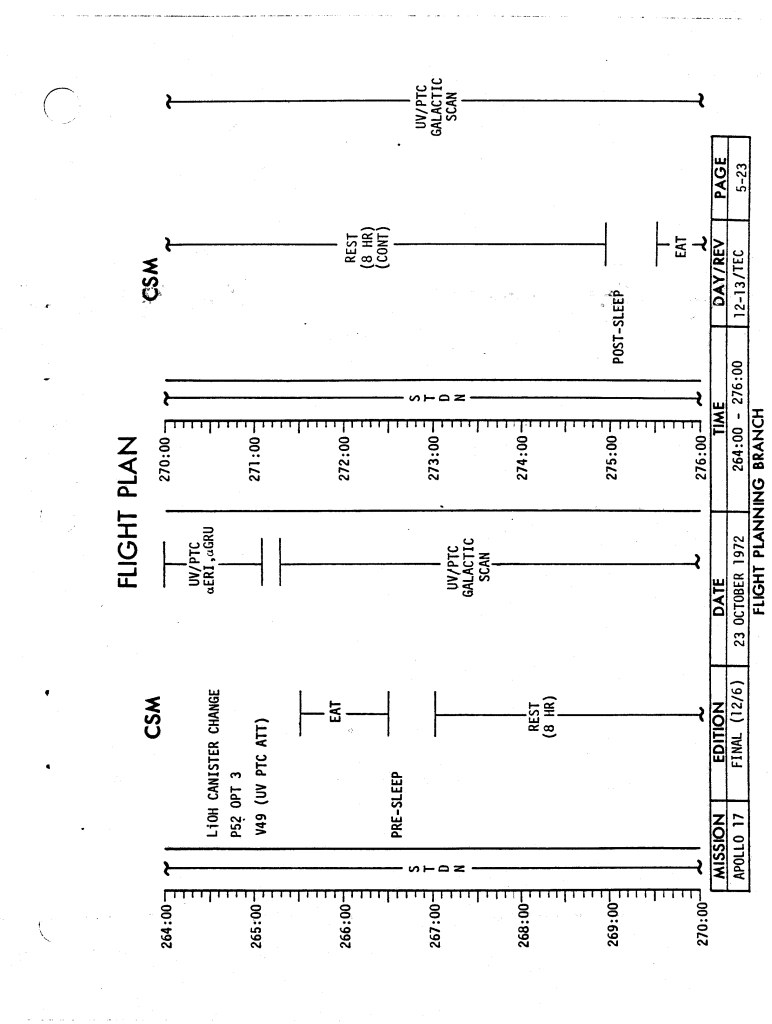 FLIGHT PLAN
CSM
264:00
265:00
266:00
267:00
268:00
269:00
270:00
S
T
D
N
LiOH CANISTER CHANGE
P52 OPT 3
V49 (UV PTC ATT)
EAT
PRE-SLEEP
REST
(8 HR)
UV/PTC
αERI,αGRU
UV/PTC
GALACTIC
SCAN
CSM
270:00
271:00
272:00
273:00
274:00
275:00
276:00
S
T
D
N
REST
(8 HR)
(CONT)
POST-SLEEP
EAT
UV/PTC
GALACTIC
SCAN
MISSION EDITION DATE TIME DAY/REV PAGE
APOLLO 17 FINAL (12/6) 23 OCTOBER 1972 264:00 - 276:00 12-13/TEC 5-23
FLIGHT PLANNING BRANCH